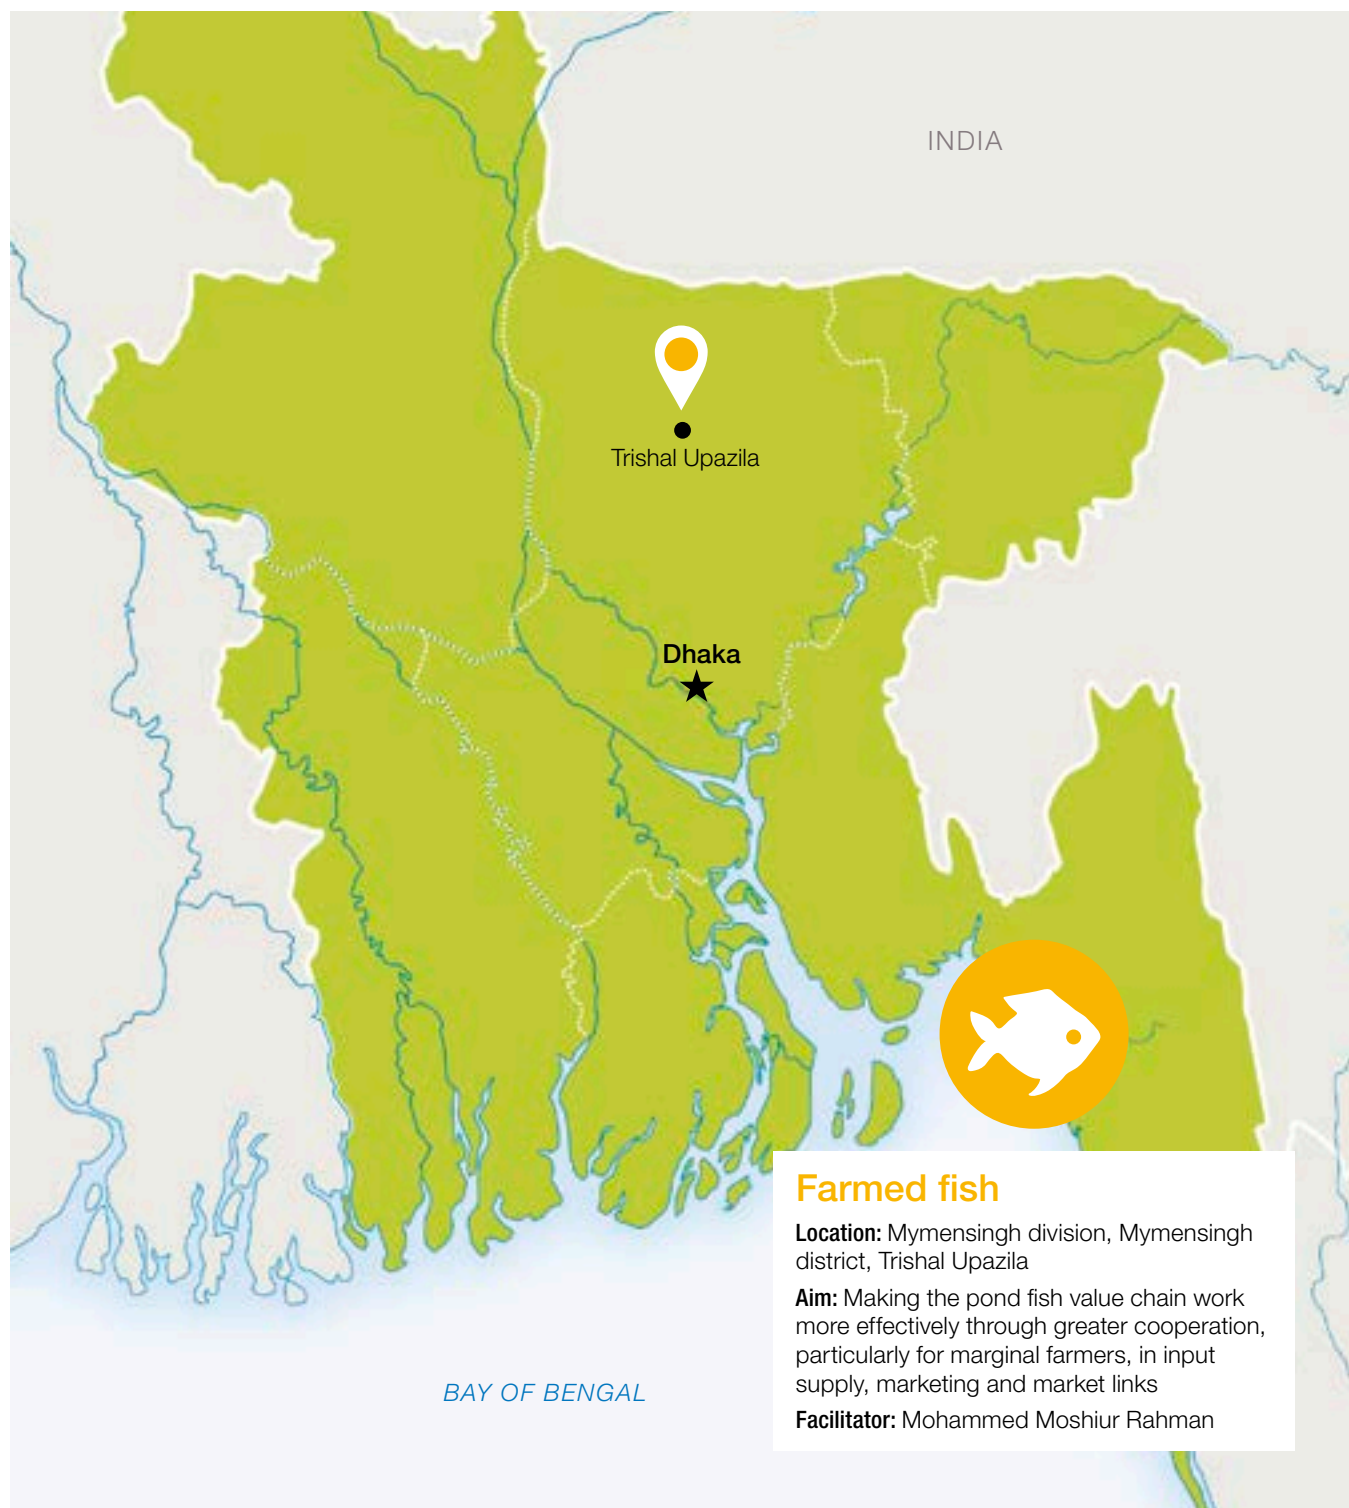 INDIA
Trishal Upazila
Dhaka
Farmed fish
Location: Mymensingh division, Mymensingh
district, Trishal Upazila
Aim: Making the pond fish value chain work
more effectively through greater cooperation,
particularly for marginal farmers, in input
supply, marketing and market links
Facilitator: Mohammed Moshiur Rahman
BAY OF BENGAL